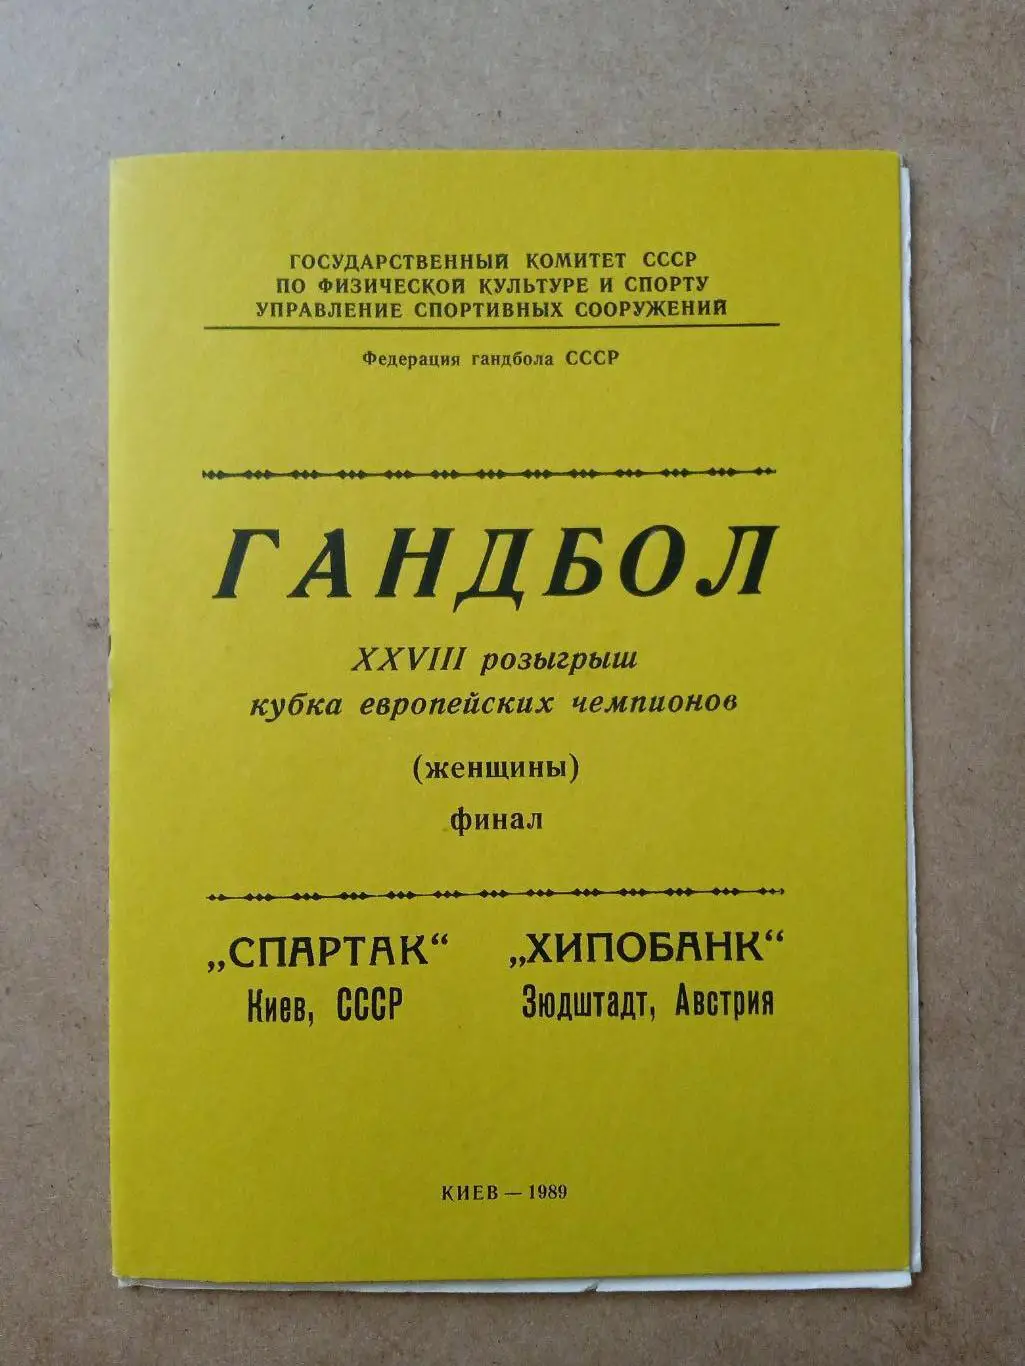 ГОСУДАРСТВЕННЫЙ КОМИТЕТ СССР
ПО ФИЗИЧЕСКОЙ КУЛЬТУРЕ И СПОРТУ
УПРАВЛЕНИЕ СПОРТИВНЫХ СООРУЖЕНИЙ
Федерация гандбола СССР
ГАНДБОЛ
XXVIII розыгрыш
кубка европейских чемпионов
(женщины)
финал
„СПАРТАК“ „ХИПОБАНК“
Киев, СССР Зюдштадт, Австрия
КИЕВ — 1989